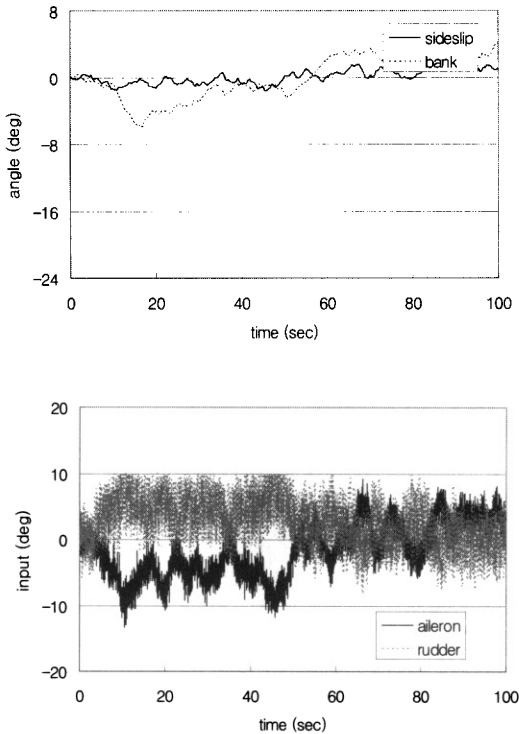 8
0
-8
-16
-24
angle (deg)
sideslip
bank
0 20 40 60 80 100
time (sec)
20
10
0
-10
-20
input (deg)
aileron
rudder
0 20 40 60 80 100
time (sec)